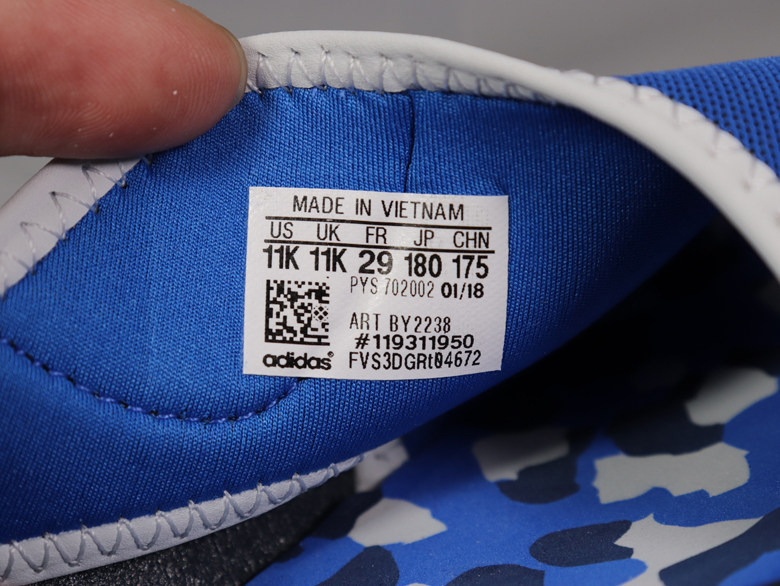 MADE IN VIETNAM
US UK FR JP CHN
11K 11K 29 180 175
PYS 702002 01/18
ART BY2238
#119311950
adidas FVS3DGRt04672